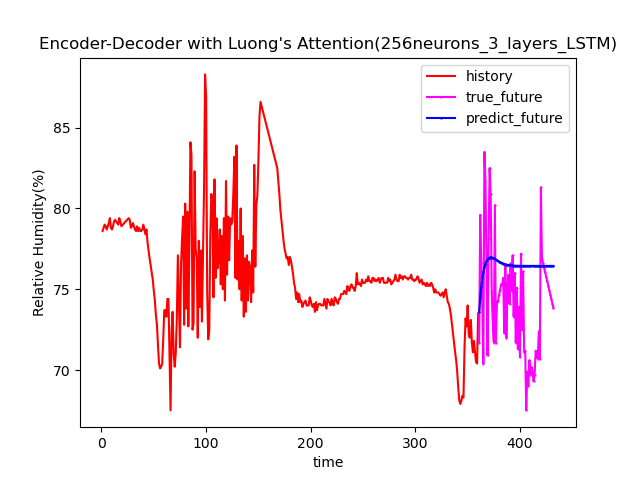 Encoder-Decoder with Luong's Attention(256neurons_3_layers_LSTM)
history
true_future
predict_future
Relative Humidity(%)
85
80
75
70
0 100 200 300 400
time